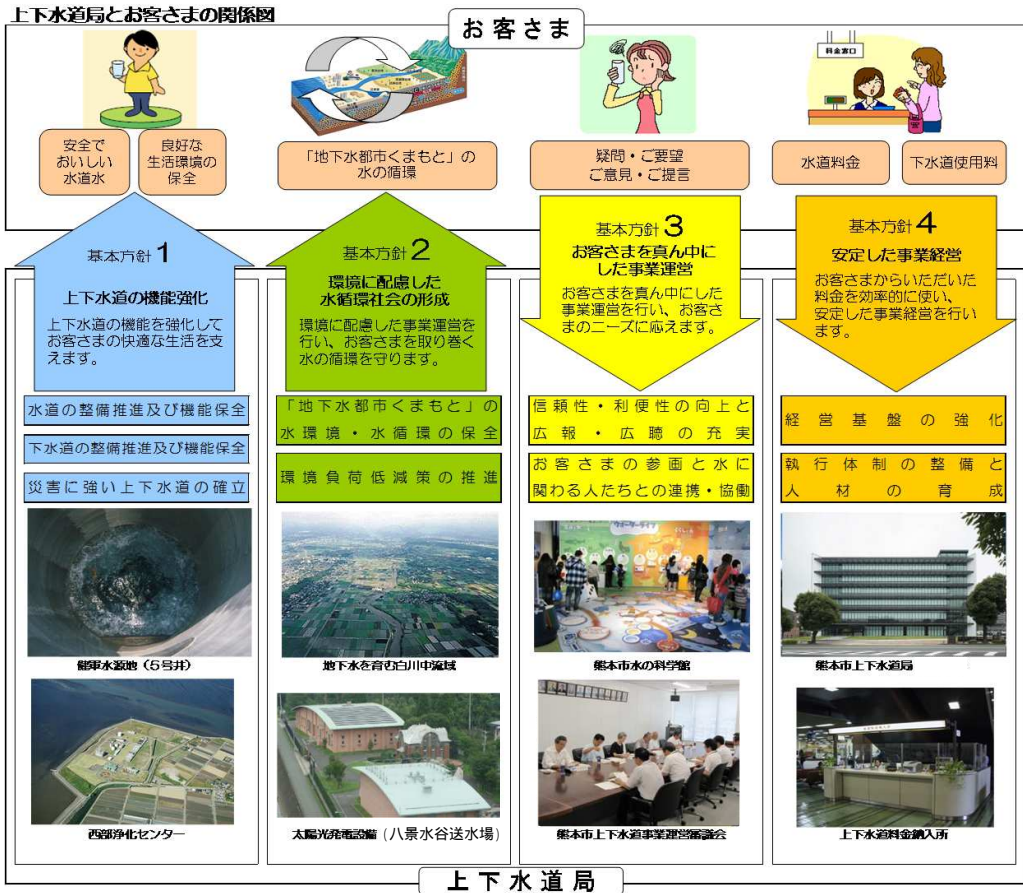 上下水道局とお客さまの関係図
お客さま
料金窓口
安全で
おいしい
水道水
良好な
生活環境の
保全
「地下水都市くまもと」の
水の循環
疑問・ご要望
ご意見・ご提言
水道料金
下水道使用料
基本方針1
上下水道の機能強化
上下水道の機能を強化して
お客さまの快適な生活を支
えます。
水道の整備推進及び機能保全
下水道の整備推進及び機能保全
災害に強い上下水道の確立
健軍水源地（5号井）
西部浄化センター
基本方針2
環境に配慮した
水循環社会の形成
環境に配慮した事業運営を
行い、お客さまを取り巻く
水の循環を守ります。
「地下水都市くまもと」の
水環境・水循環の保全
環境負荷低減策の推進
地下水を育む白川中流域
太陽光発電設備（八景水谷送水場）
基本方針3
お客さまを真ん中に
した事業運営
お客さまを真ん中にした
事業運営を行い、お客さ
まのニーズに応えます。
信頼性・利便性の向上と
広報・広聴の充実
お客さまの参画と水に
関わる人たちとの連携・協働
ウォーターライブ
熊本市水の科学館
熊本市上下水道事業運営審議会
基本方針4
安定した事業経営
お客さまからいただいた
料金を効率的に使い、
安定した事業経営を行い
ます。
経営基盤の強化
執行体制の整備と
人材の育成
熊本市上下水道局
上下水道料金納入所
上下水道局